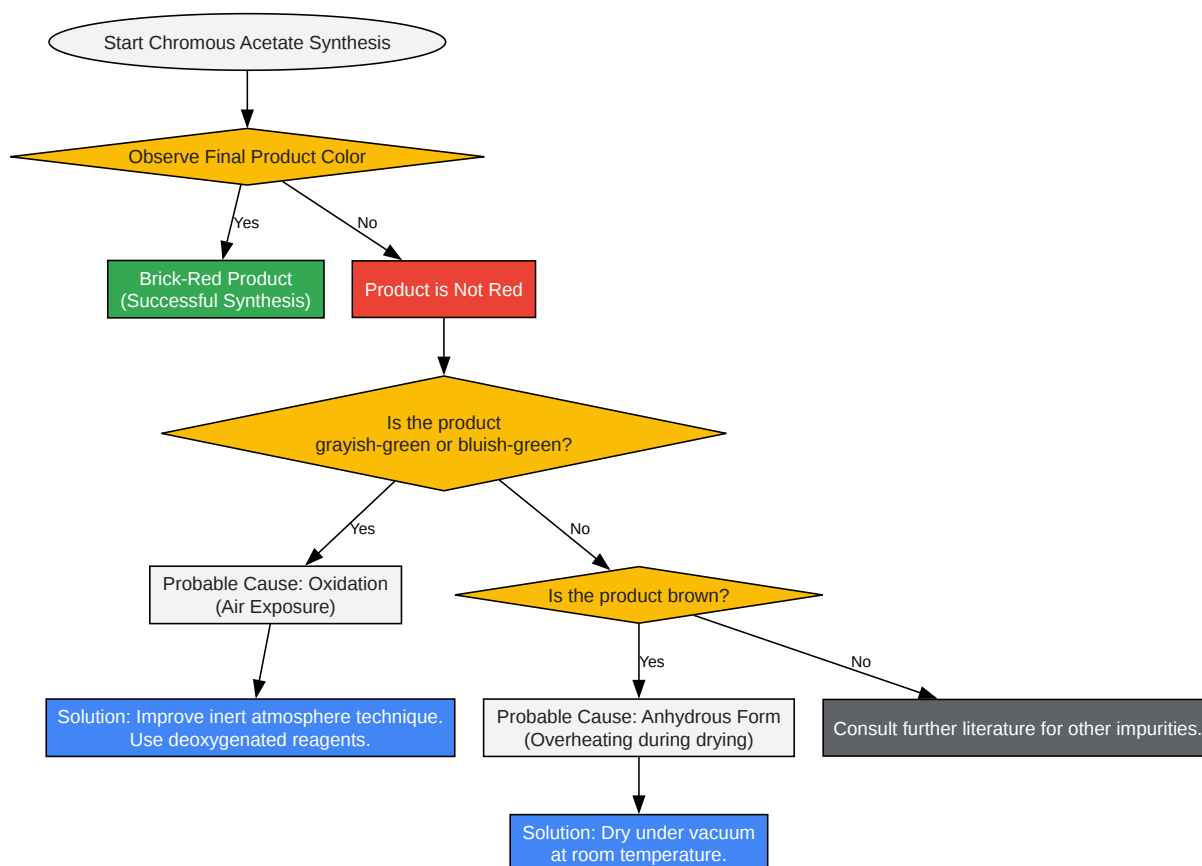 Start Chromous Acetate Synthesis
Observe Final Product Color
Yes
No
Brick-Red Product
(Successful Synthesis)
Product is Not Red
Is the product
grayish-green or bluish-green?
Yes
No
Probable Cause: Oxidation
(Air Exposure)
Is the product brown?
Yes
No
Solution: Improve inert atmosphere technique.
Use deoxygenated reagents.
Probable Cause: Anhydrous Form
(Overheating during drying)
Consult further literature for other impurities.
Solution: Dry under vacuum
at room temperature.